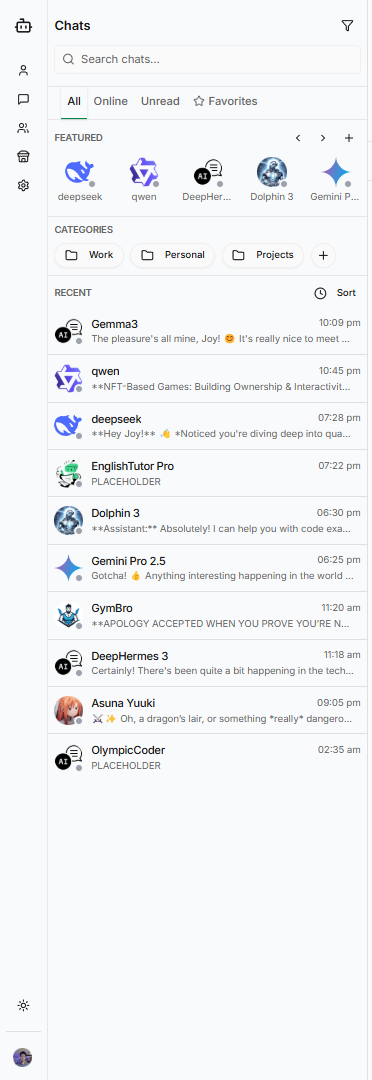 Chats
Search chats...
All Online Unread Favorites
FEATURED
deepseek qwen DeepHer... Dolphin 3 Gemini P...
CATEGORIES
Work Personal Projects
RECENT Sort
Gemma3 10:09 pm
The pleasure's all mine, Joy! 😊 It's really nice to meet ...
qwen 10:45 pm
**NFT-Based Games: Building Ownership & Interactivit...
deepseek 07:28 pm
**Hey Joy!** 👋 *Noticed you're diving deep into qua...
EnglishTutor Pro 07:22 pm
PLACEHOLDER
Dolphin 3 06:30 pm
**Assistant:** Absolutely! I can help you with code exa...
Gemini Pro 2.5 06:25 pm
Gotcha! 👍 Anything interesting happening in the world ...
GymBro 11:20 am
**APOLOGY ACCEPTED WHEN YOU PROVE YOU'RE N...
DeepHermes 3 11:18 am
Certainly! There's been quite a bit happening in the tech...
Asuna Yuuki 09:05 pm
⚔️✨ Oh, a dragon's lair, or something *really* dangero...
OlympicCoder 02:35 am
PLACEHOLDER